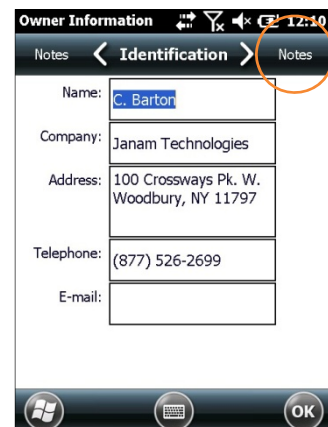 Owner Information 12:10
Notes Identification Notes
Name: C. Barton
Company: Janam Technologies
Address: 100 Crossways Pk. W.
Woodbury, NY 11797
Telephone: (877) 526-2699
E-mail:
OK